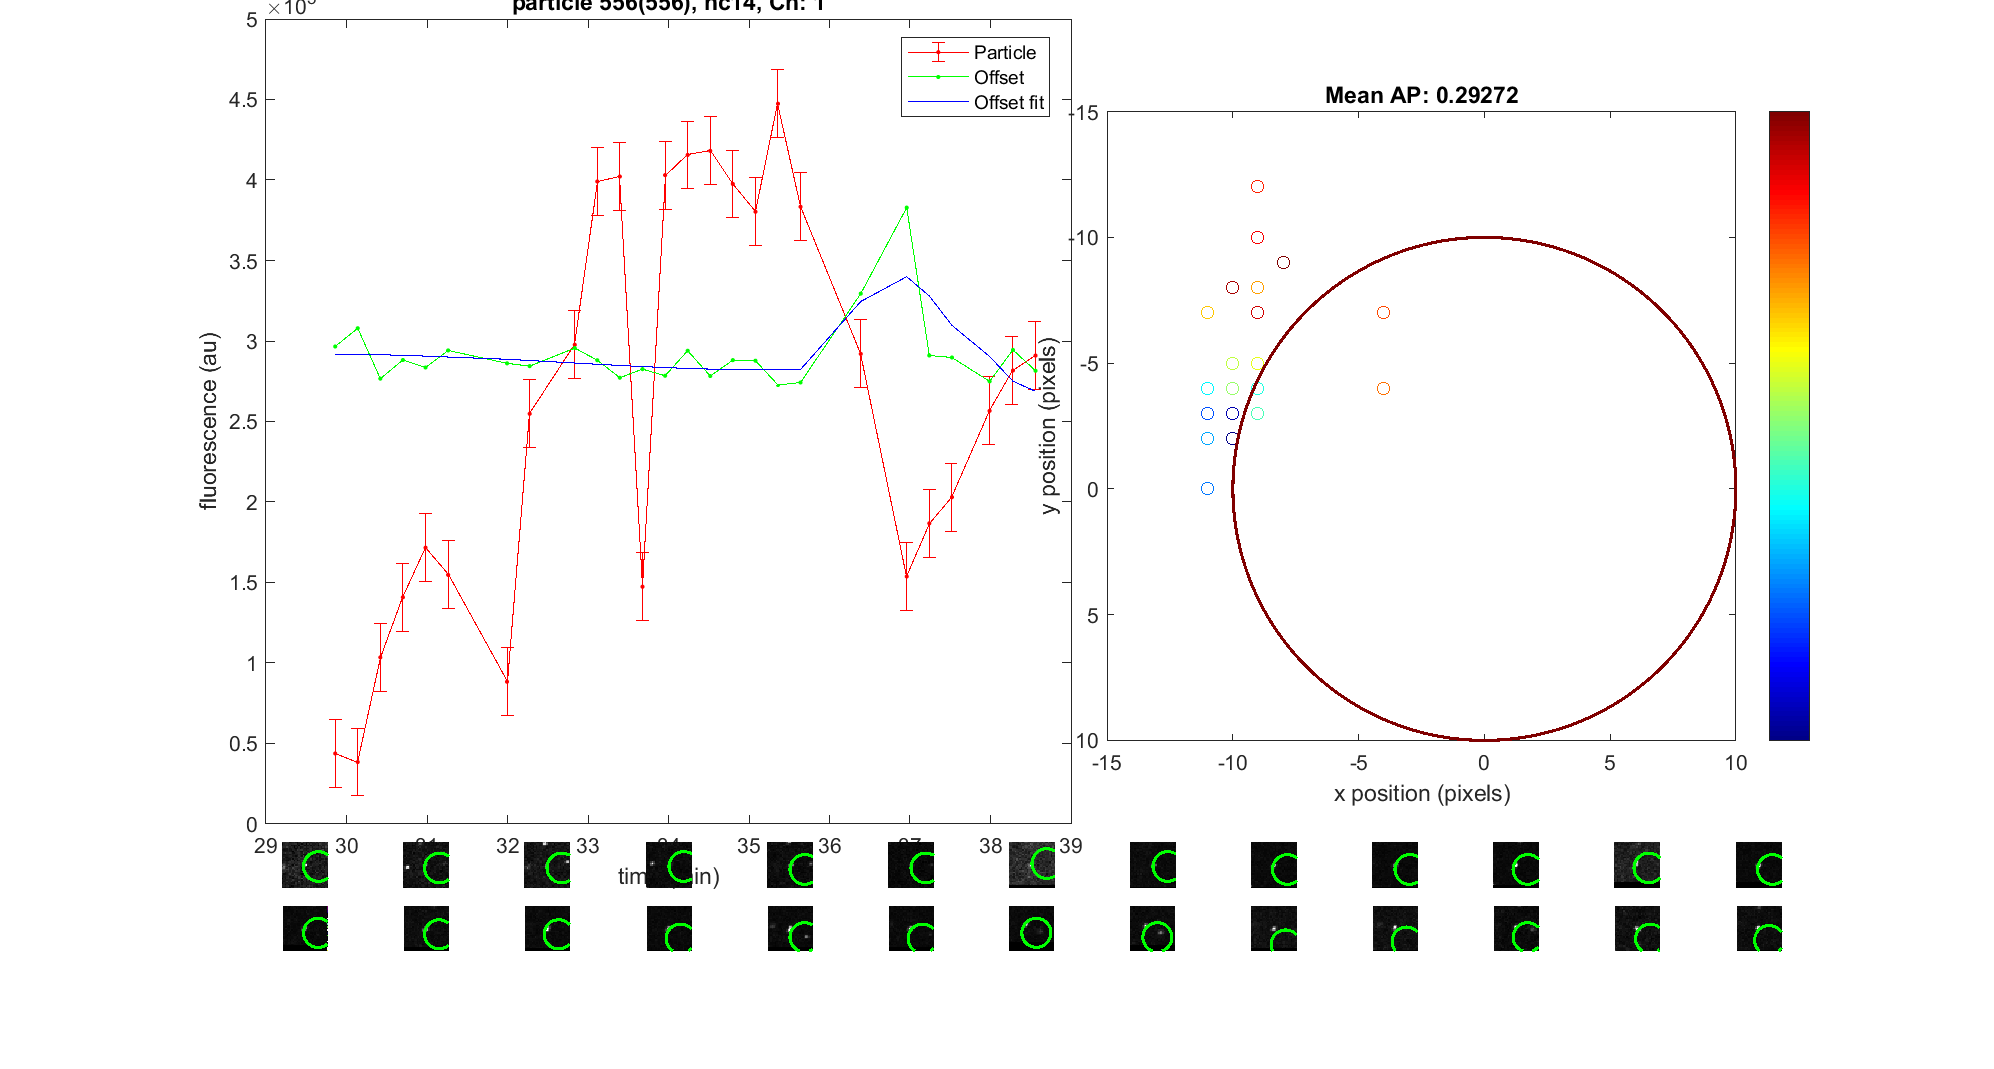 particle 556(556), nc14, Ch: 1
5
4.5
4
3.5
3
2.5
2
1.5
1
0.5
0
fluorescence (au)
Particle
Offset
Offset fit
29 30 32 33 35 36 38 39
Mean AP: 0.29272
-15
-10
-5
0
5
10
y position (pixels)
-15 -10 -5 0 5 10
x position (pixels)